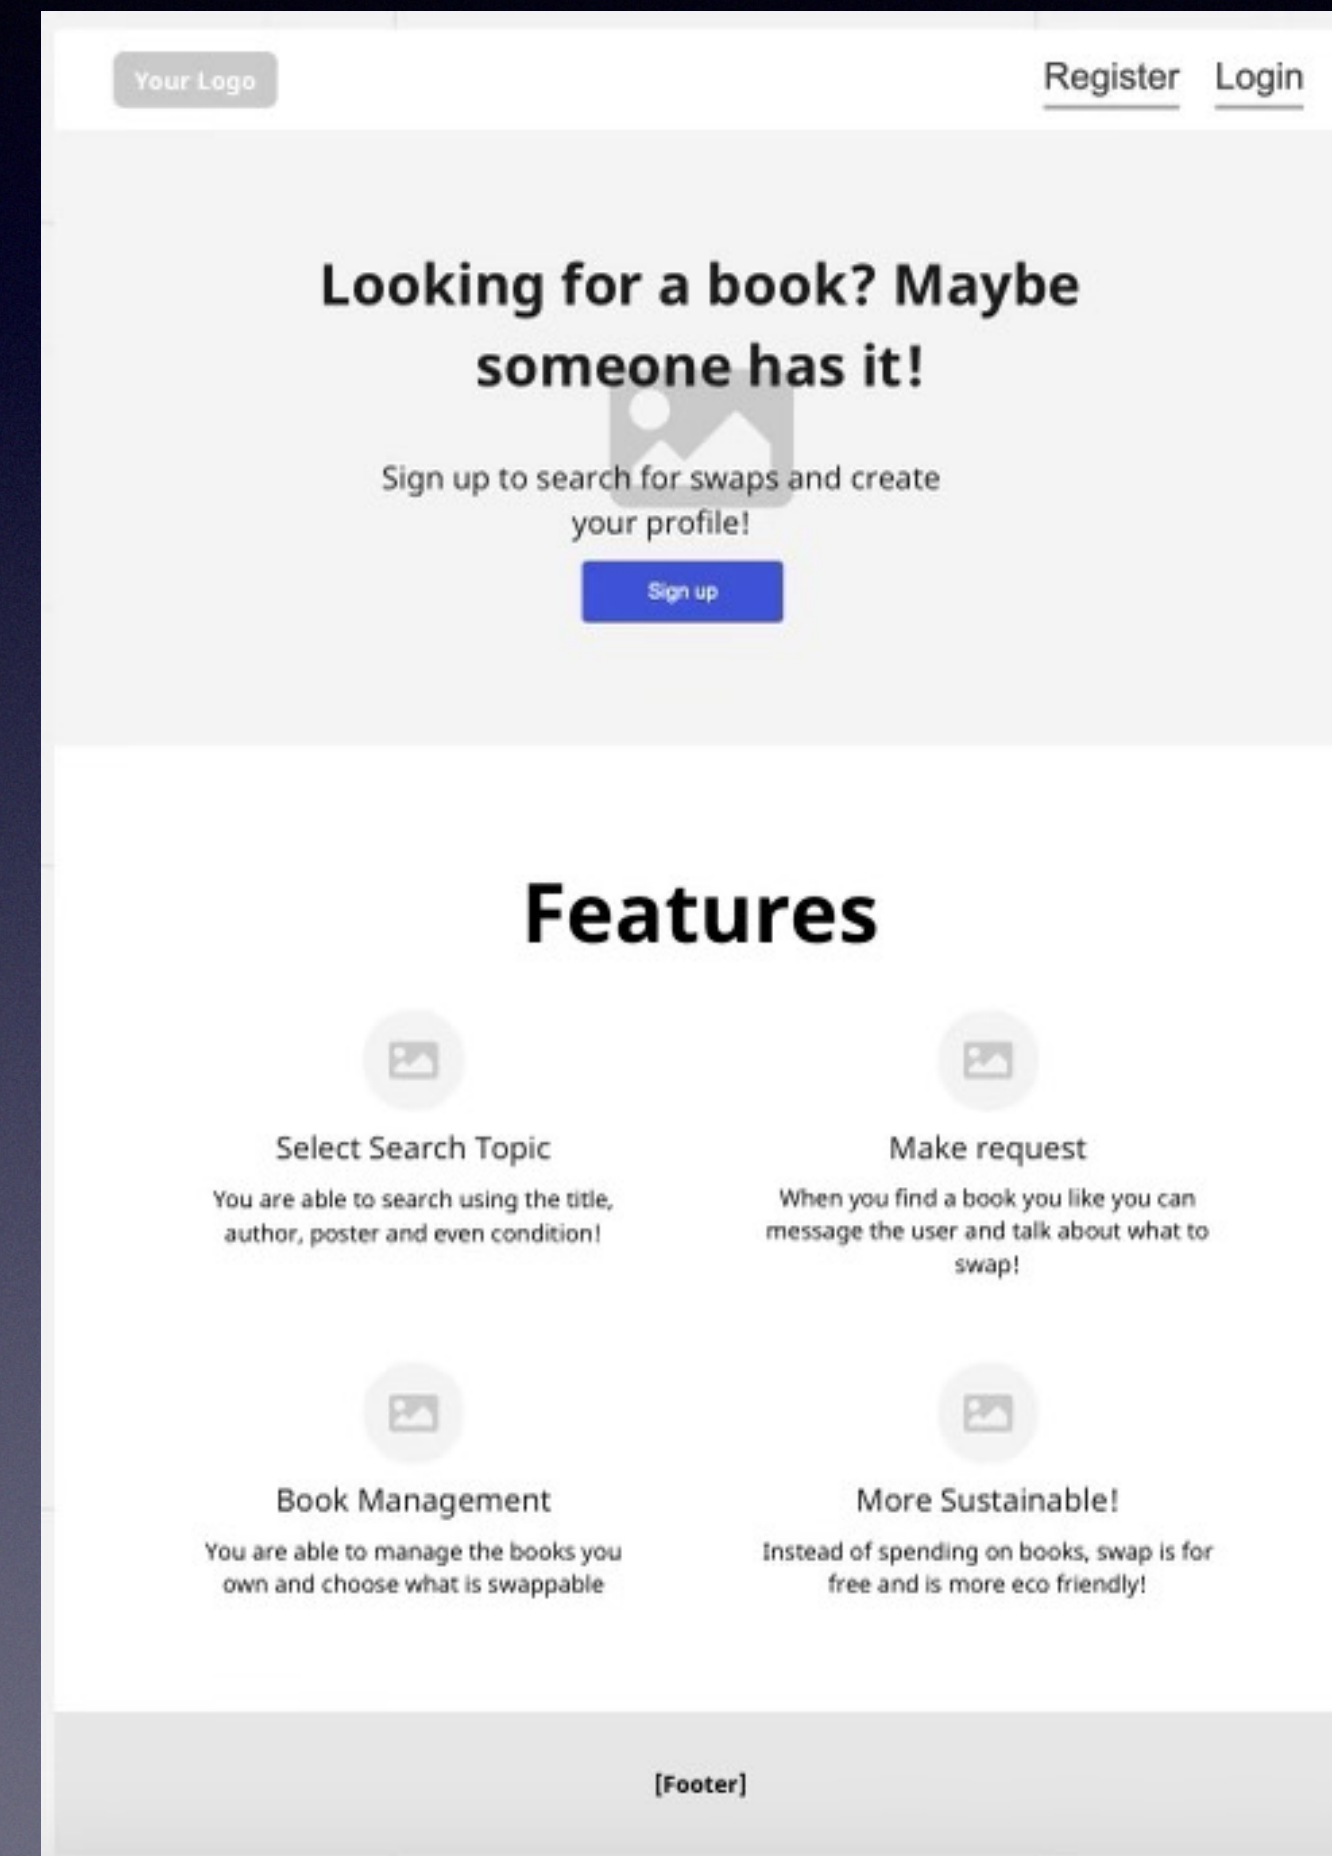 Your Logo
Register Login
Looking for a book? Maybe
someone has it!
Sign up to search for swaps and create
your profile!
Sign up
Features
Select Search Topic
You are able to search using the title,
author, poster and even condition!
Make request
When you find a book you like you can
message the user and talk about what to
swap!
Book Management
You are able to manage the books you
own and choose what is swappable
More Sustainable!
Instead of spending on books, swap is for
free and is more eco friendly!
[Footer]